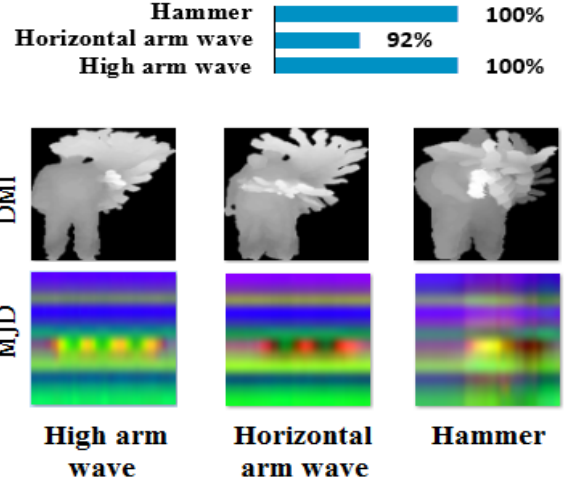 Hammer 100%
Horizontal arm wave 92%
High arm wave 100%
DMI
MJD
High arm wave
Horizontal arm wave
Hammer